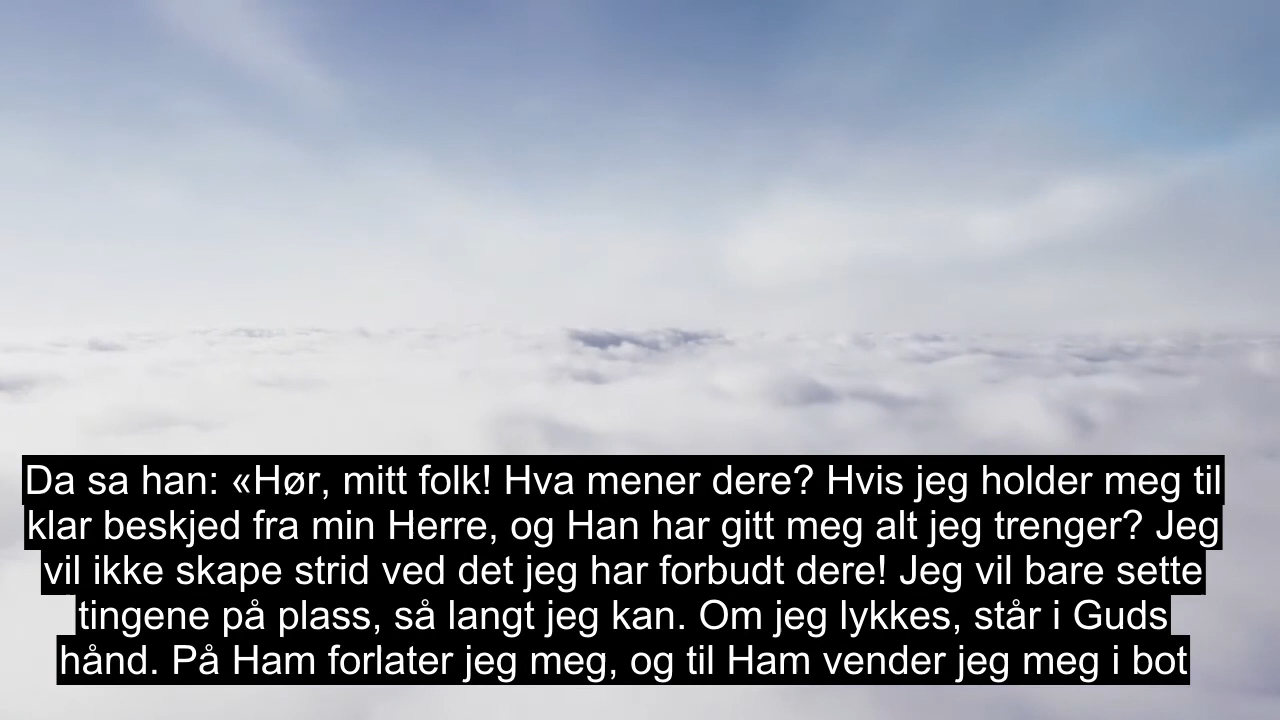 Da sa han: «Hør, mitt folk! Hva mener dere? Hvis jeg holder meg til
klar beskjed fra min Herre, og Han har gitt meg alt jeg trenger? Jeg
vil ikke skape strid ved det jeg har forbudt dere! Jeg vil bare sette
tingene på plass, så langt jeg kan. Om jeg lykkes, står i Guds
hånd. På Ham forlater jeg meg, og til Ham vender jeg meg i bot